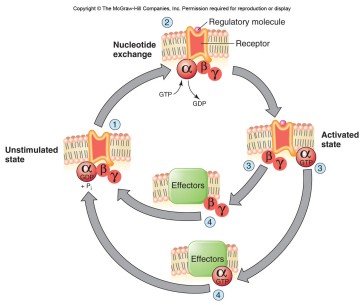 Copyright © The McGraw-Hill Companies, Inc. Permission required for reproduction or display
2
Regulatory molecule
Nucleotide
exchange
Receptor
α
β
γ
GTP
GDP
1
Unstimulated
state
α
GDP
+ Pi
β
γ
Activated
state
β
γ
α
GTP
3
3
Effectors
β
γ
4
Effectors
α
GTP
4